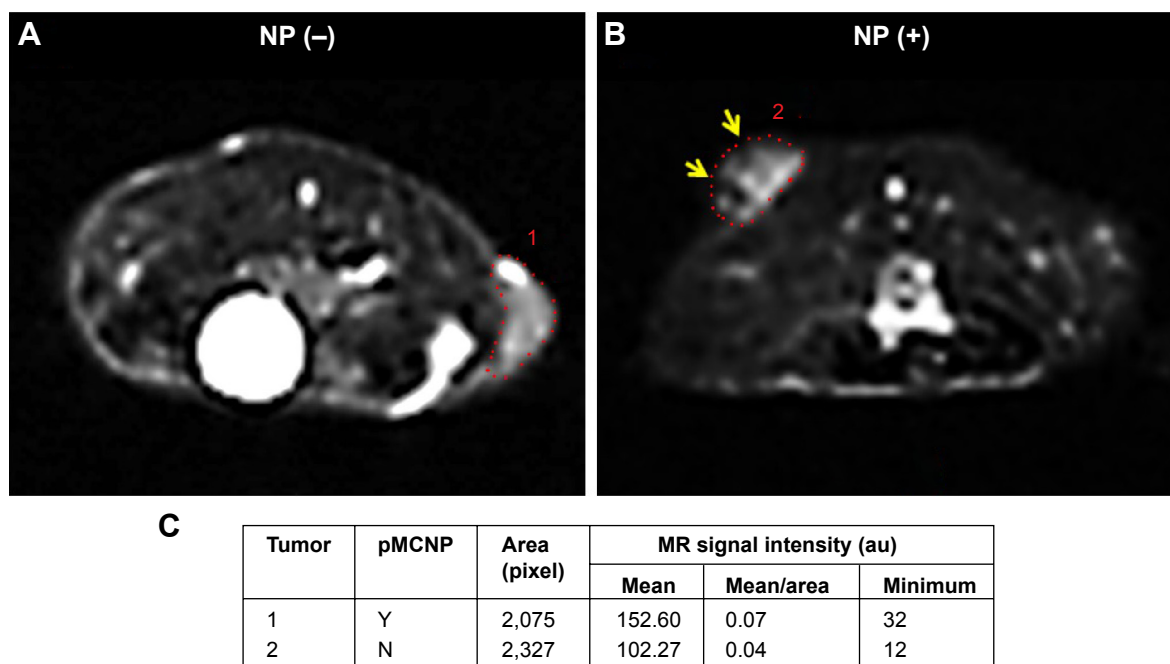 A NP (–) B NP (+)
1
2
C
Tumor pMCNP Area (pixel) MR signal intensity (au)
Mean Mean/area Minimum
1 Y 2,075 152.60 0.07 32
2 N 2,327 102.27 0.04 12